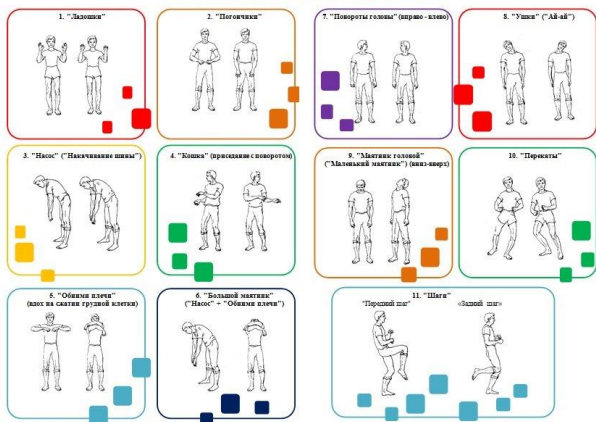 1. "Ладошки"
2. "Погончики"
7. "Повороты головы" (вправо - влево)
8. "Ушки" ("Ай-ай")
3. "Насос" ("Накачивание шины")
4. "Кошка" (приседание с поворотом)
9. "Маятник головой"
("Маленький маятник") (вниз-вверх)
10. "Перекаты"
5. "Обними плечи"
(вдох на сжатии грудной клетки)
6. "Большой маятник"
("Насос" + "Обними плечи")
11. "Шаги"
"Передний шаг"
«Задний шаг»